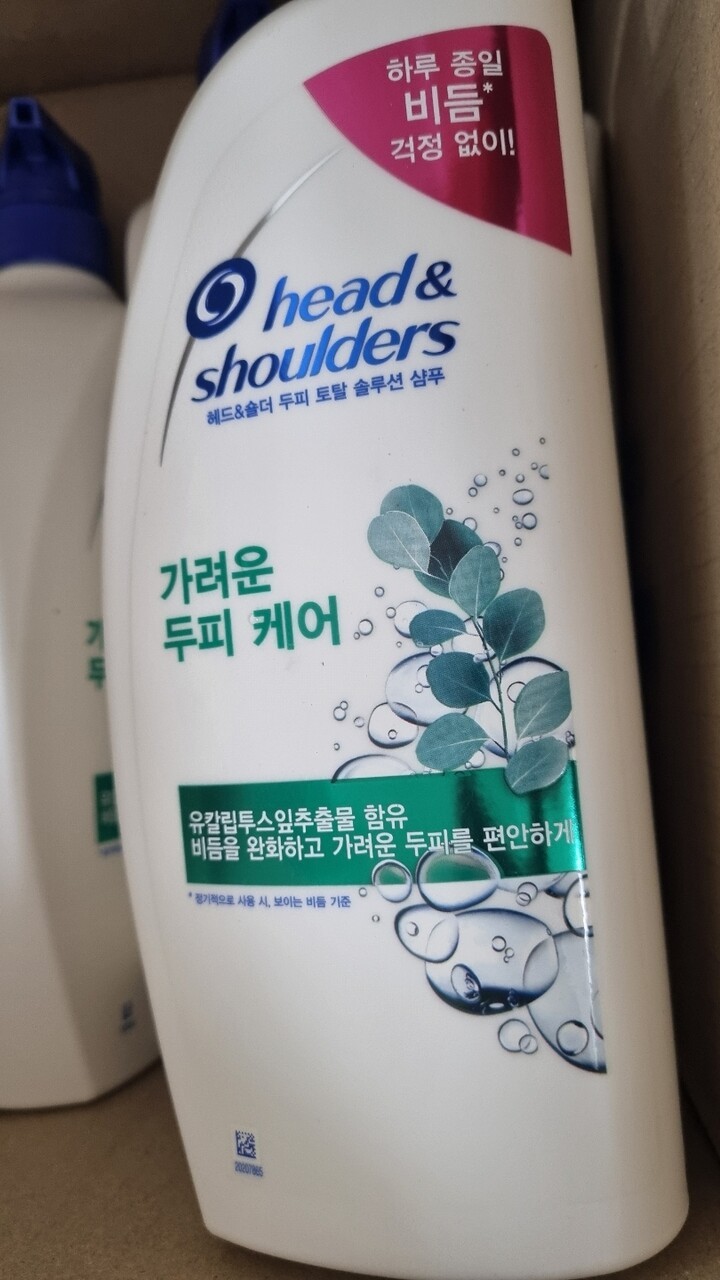 하루 종일
비듬*
걱정 없이!
head &
shoulders
헤드&숄더 두피 토탈 솔루션 샴푸
가려운
두피 케어
유칼립투스잎추출물 함유
비듬을 완화하고 가려운 두피를 편안하게
* 정기적으로 사용 시, 보이는 비듬 기준
20207865
가
두